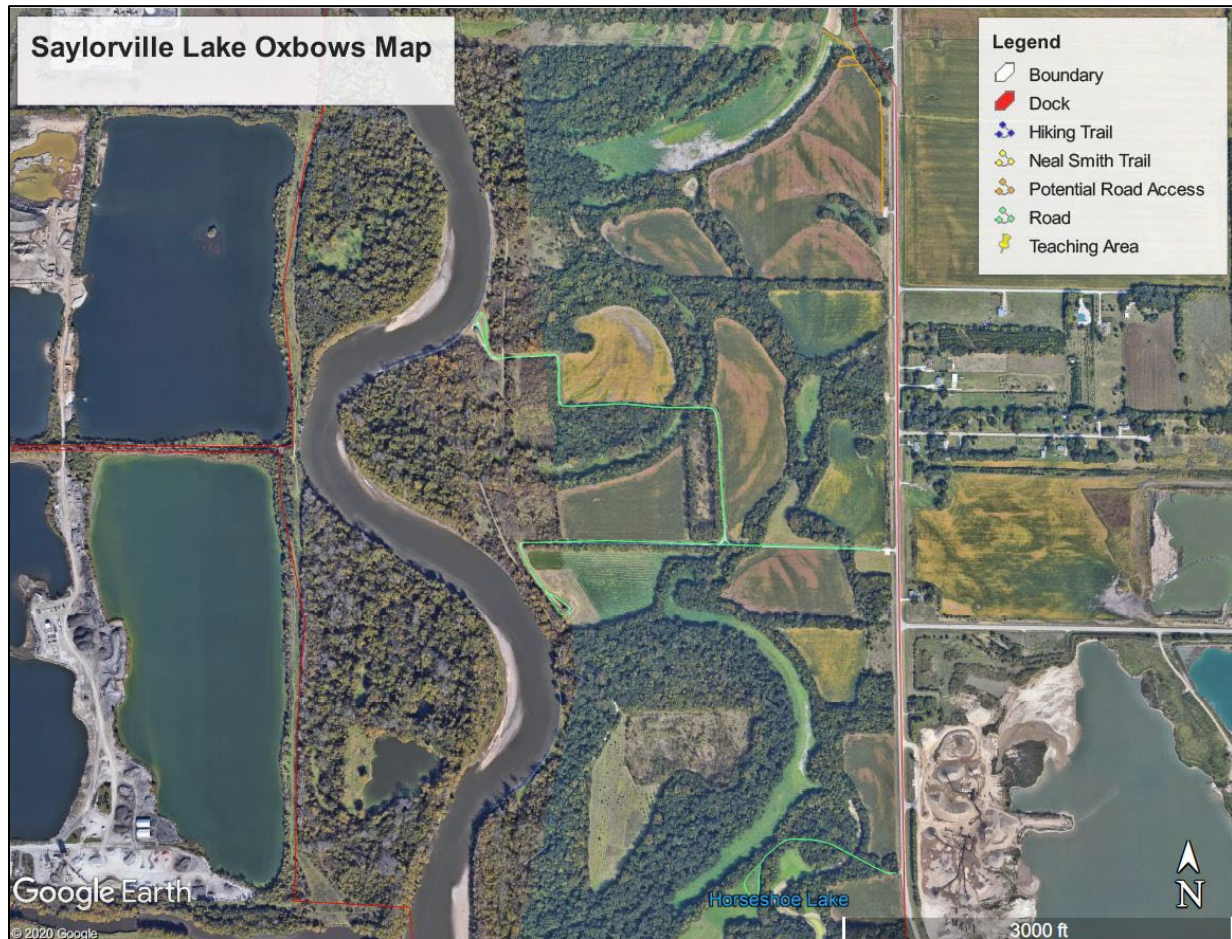 Saylorville Lake Oxbows Map
Legend
Boundary
Dock
Hiking Trail
Neal Smith Trail
Potential Road Access
Road
Teaching Area
Horseshoe Lake
Google Earth
© 2020 Google
3000 ft
N